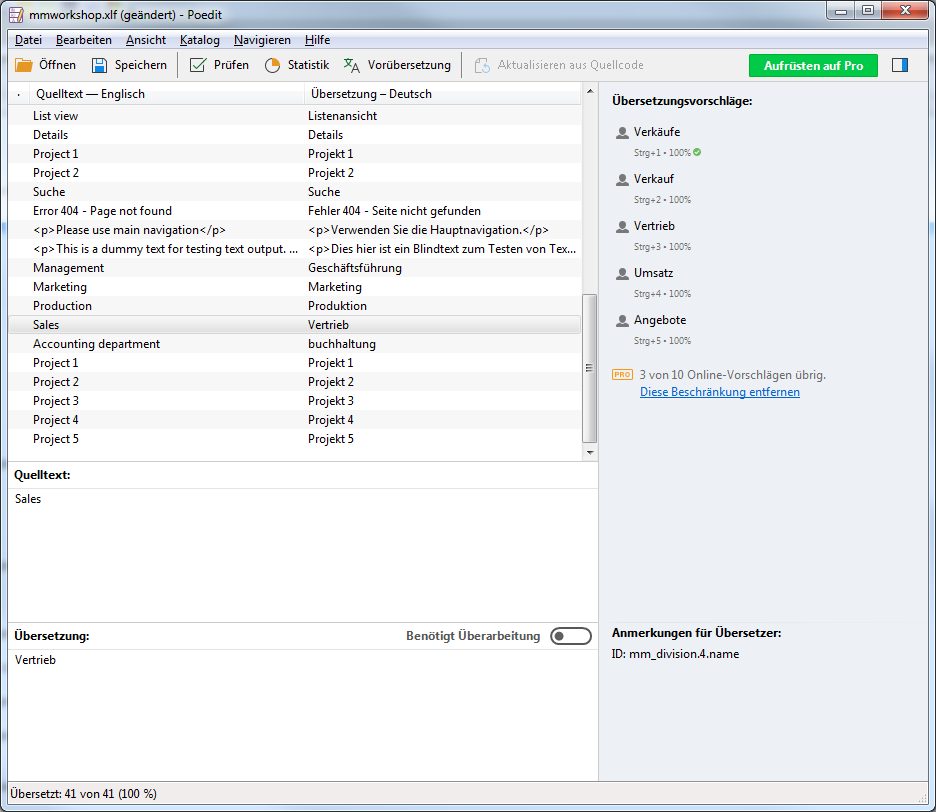 mmworkshop.xlf (geändert) - Poedit
Datei Bearbeiten Ansicht Katalog Navigieren Hilfe
Öffnen Speichern Prüfen Statistik Vorübersetzung Aktualisieren aus Quellcode Aufrüsten auf Pro
. Quelltext — Englisch Übersetzung – Deutsch
List view Listenansicht
Details Details
Project 1 Projekt 1
Project 2 Projekt 2
Suche Suche
Error 404 - Page not found Fehler 404 - Seite nicht gefunden
<p>Please use main navigation</p> <p>Verwenden Sie die Hauptnavigation.</p>
<p>This is a dummy text for testing text output. ... <p>Dies hier ist ein Blindtext zum Testen von Tex...
Management Geschäftsführung
Marketing Marketing
Production Produktion
Sales Vertrieb
Accounting department buchhaltung
Project 1 Projekt 1
Project 2 Projekt 2
Project 3 Projekt 3
Project 4 Projekt 4
Project 5 Projekt 5
Quelltext:
Sales
Übersetzung: Benötigt Überarbeitung
Vertrieb
Übersetzungsvorschläge:
Verkäufe
Strg+1 • 100%
Verkauf
Strg+2 • 100%
Vertrieb
Strg+3 • 100%
Umsatz
Strg+4 • 100%
Angebote
Strg+5 • 100%
PRO 3 von 10 Online-Vorschlägen übrig.
Diese Beschränkung entfernen
Anmerkungen für Übersetzer:
ID: mm_division.4.name
Übersetzt: 41 von 41 (100 %)